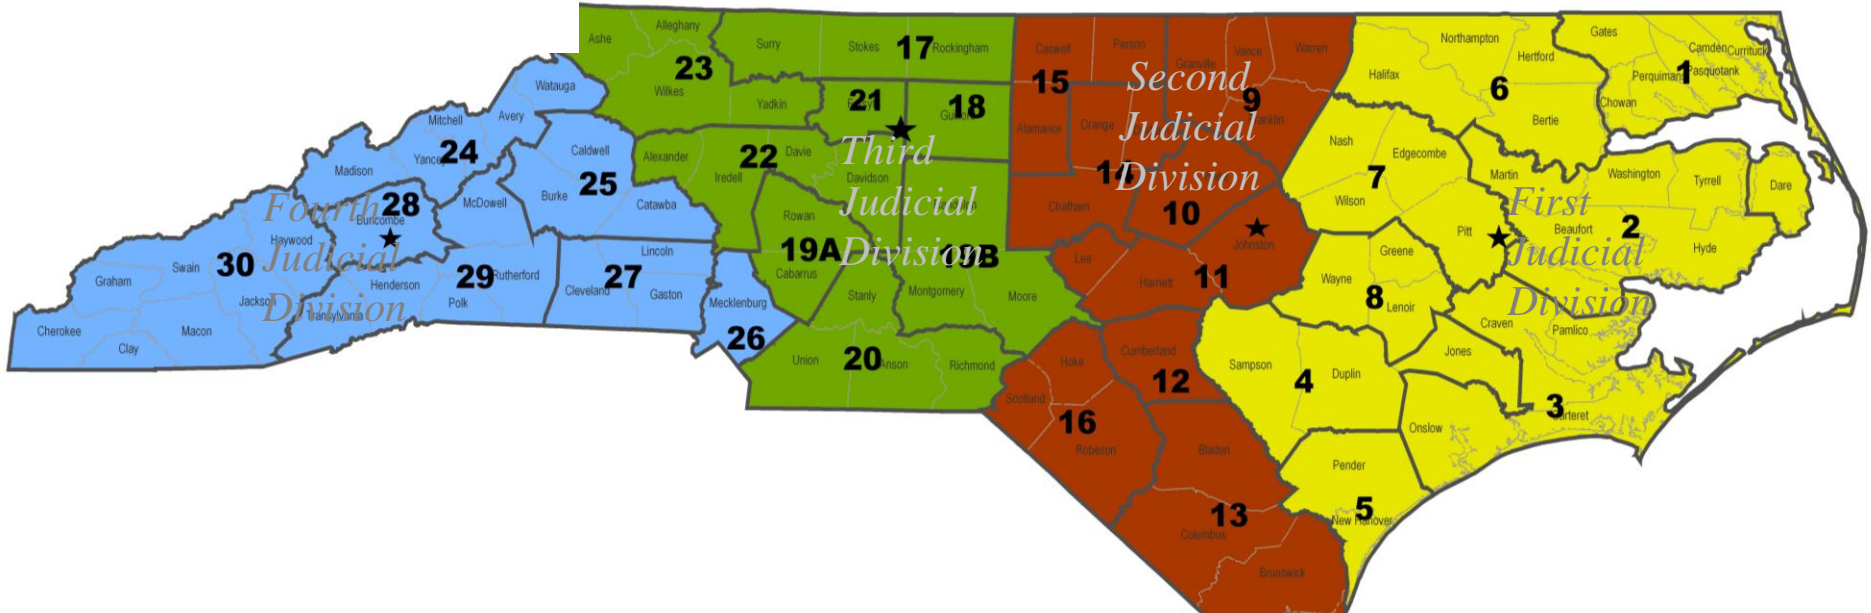 Ashe
Alleghany
Surry
Stokes
17
Rockingham
Caswell
Person
Granville
Vance
Warren
Northampton
Gates
Camden
Currituck
Hertford
23
Wilkes
Watauga
Yadkin
21
18
15
Second
Judicial
Division
9
Halifax
6
Perquimans
1
Pasquotank
Chowan
Bertie
Mitchell
Avery
24
Madison
Caldwell
Alexander
22
Davie
Iredell
Third
Judicial
Division
Davidson
Alamance
Orange
14
Nash
Edgecombe
7
Wilson
Martin
Washington
Tyrrell
Dare
Fourth
Judicial
Division
28
Buncombe
McDowell
Burke
25
Catawba
Rowan
19A
Cabarrus
19B
Chatham
10
Johnston
Pitt
First
Judicial
Division
Beaufort
2
Hyde
Haywood
Graham
Swain
30
Jackson
Henderson
29
Rutherford
Polk
Transylvania
Cleveland
27
Lincoln
Gaston
Mecklenburg
26
Stanly
Montgomery
Moore
Lee
Harnett
11
Wayne
Greene
8
Lenoir
Craven
Pamlico
Cherokee
Clay
Macon
Union
20
Anson
Richmond
Hoke
Cumberland
12
Scotland
16
Robeson
Sampson
4
Duplin
Jones
3
Carteret
Onslow
Bladen
13
Columbus
Brunswick
Pender
5
New Hanover